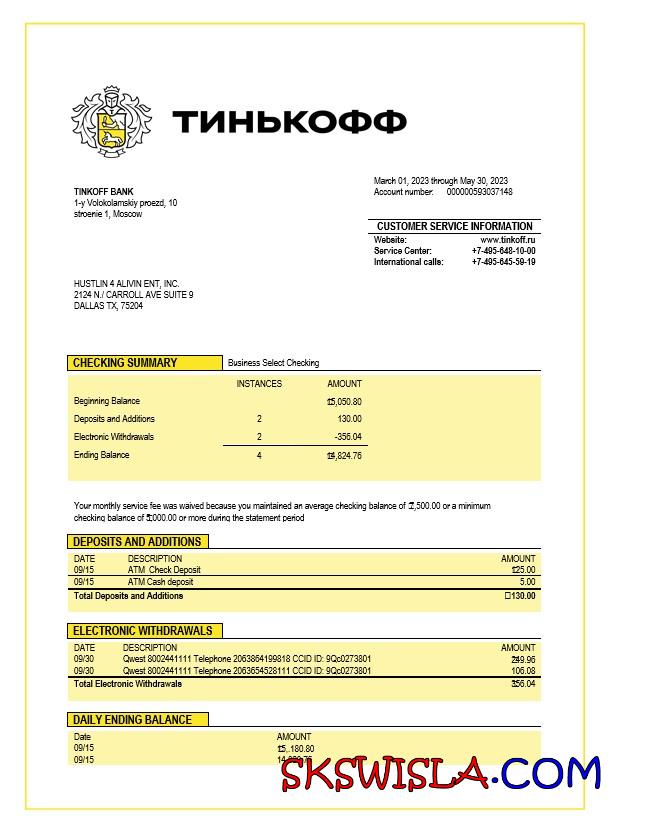 ТИНЬКОФФ
March 01, 2023 through May 30, 2023
Account number: 000000593037148
TINKOFF BANK
1-y Volokolamskiy proezd, 10
stroenie 1, Moscow
CUSTOMER SERVICE INFORMATION
Website: www.tinkoff.ru
Service Center: +7-495-648-10-00
International calls: +7-495-645-59-19
HUSTLIN 4 ALIVIN ENT, INC.
2124 N./ CARROLL AVE SUITE 9
DALLAS TX, 75204
CHECKING SUMMARY Business Select Checking
INSTANCES AMOUNT
Beginning Balance 15,050.80
Deposits and Additions 2 130.00
Electronic Withdrawals 2 -356.04
Ending Balance 4 14,824.76
Your monthly service fee was waived because you maintained an average checking balance of 7,500.00 or a minimum
checking balance of 5,000.00 or more during the statement period
DEPOSITS AND ADDITIONS
DATE DESCRIPTION AMOUNT
09/15 ATM Check Deposit 125.00
09/15 ATM Cash deposit 5.00
Total Deposits and Additions 130.00
ELECTRONIC WITHDRAWALS
DATE DESCRIPTION AMOUNT
09/30 Qwest 8002441111 Telephone 2063864199818 CCID ID: 9Qc0273801 249.96
09/30 Qwest 8002441111 Telephone 2063654528111 CCID ID: 9Qc0273801 106.08
Total Electronic Withdrawals 356.04
DAILY ENDING BALANCE
Date AMOUNT
09/15 15,.180.80
09/15
SKSWISLA.COM